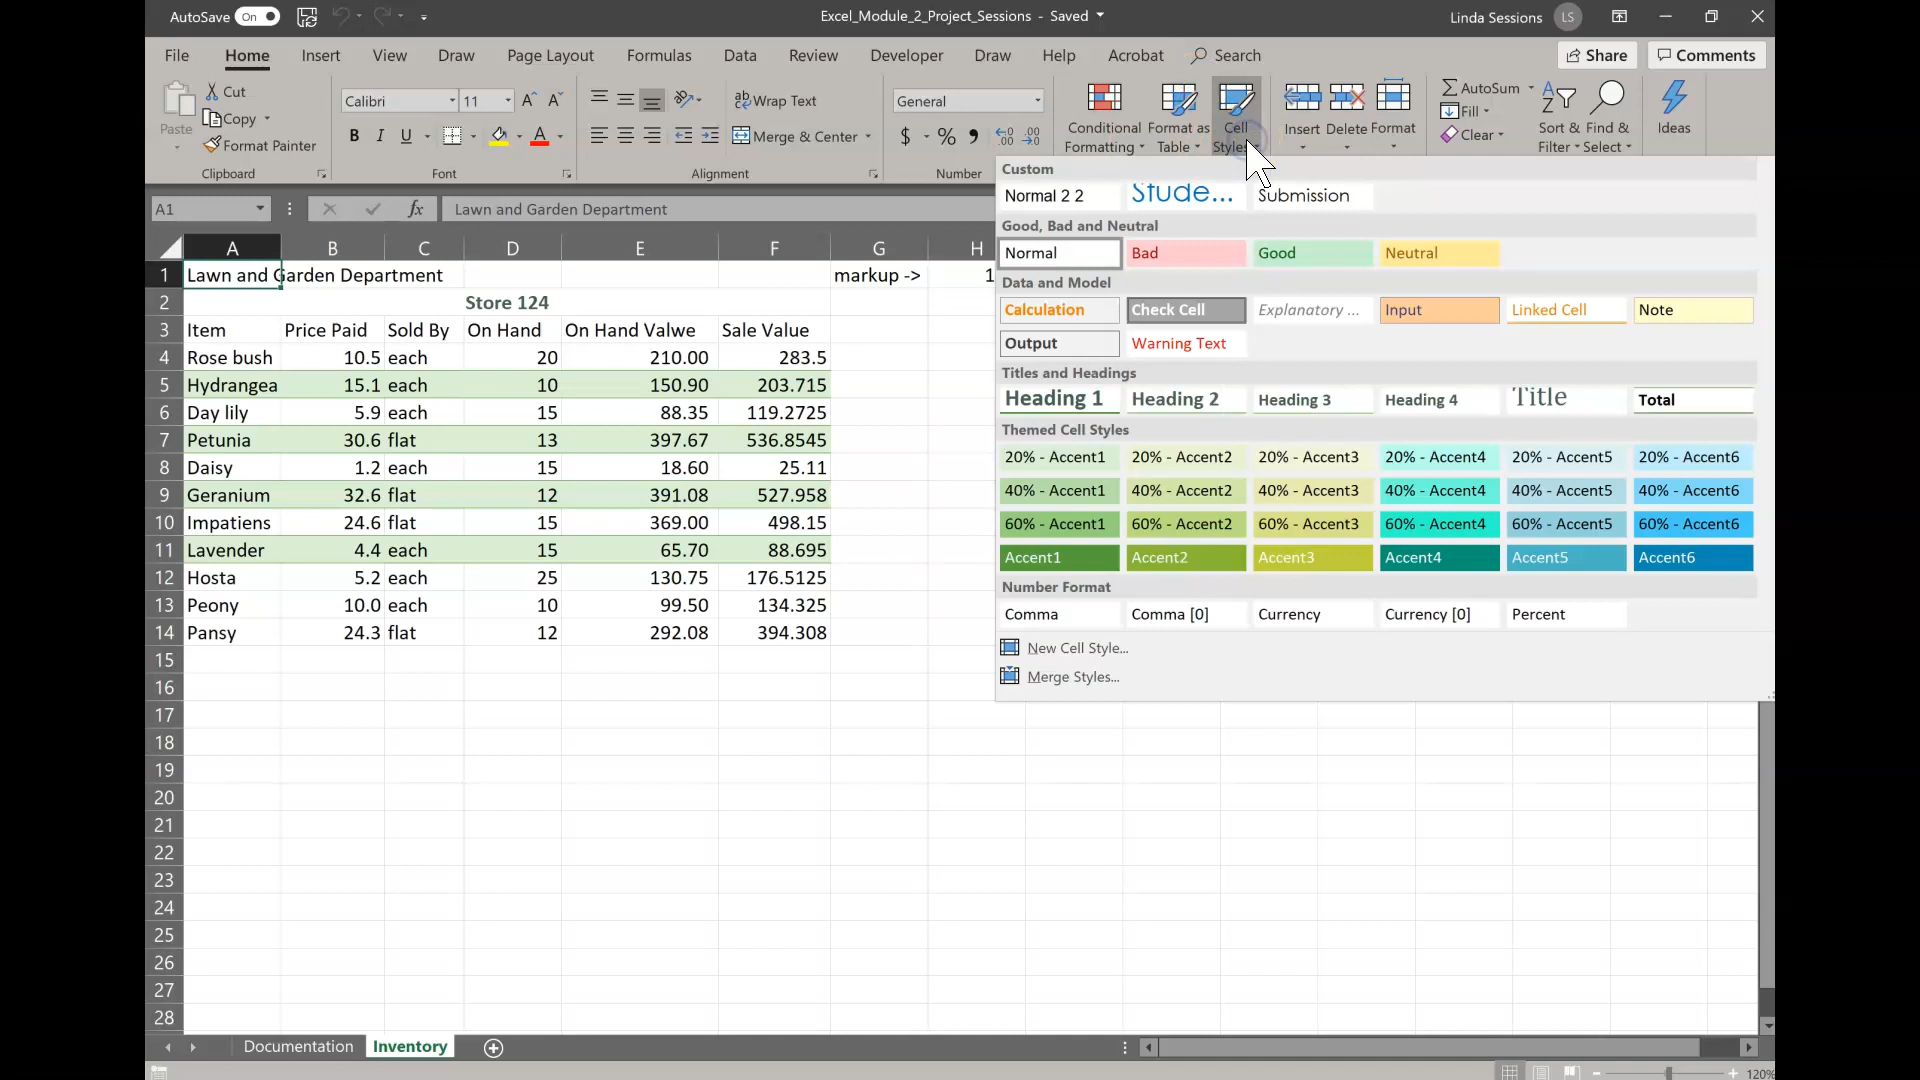 AutoSave On Excel_Module_2_Project_Sessions - Saved Linda Sessions LS
File Home Insert View Draw Page Layout Formulas Data Review Developer Draw Help Acrobat Search Share Comments
Paste Cut Copy Format Painter
Clipboard
Calibri 11
B I U
Font
Wrap Text
Merge & Center
Alignment
General
$ %
Number
Conditional Formatting Format as Table Cell Styles
Insert Delete Format
AutoSum Fill Clear
Sort & Filter Find & Select
Ideas
A1 fx Lawn and Garden Department
A B C D E F G H
1 Lawn and Garden Department markup -> 1
2 Store 124
3 Item Price Paid Sold By On Hand On Hand Valwe Sale Value
4 Rose bush 10.5 each 20 210.00 283.5
5 Hydrangea 15.1 each 10 150.90 203.715
6 Day lily 5.9 each 15 88.35 119.2725
7 Petunia 30.6 flat 13 397.67 536.8545
8 Daisy 1.2 each 15 18.60 25.11
9 Geranium 32.6 flat 12 391.08 527.958
10 Impatiens 24.6 flat 15 369.00 498.15
11 Lavender 4.4 each 15 65.70 88.695
12 Hosta 5.2 each 25 130.75 176.5125
13 Peony 10.0 each 10 99.50 134.325
14 Pansy 24.3 flat 12 292.08 394.308
15
16
17
18
19
20
21
22
23
24
25
26
27
28
Custom
Normal 2 2 Stude... Submission
Good, Bad and Neutral
Normal Bad Good Neutral
Data and Model
Calculation Check Cell Explanatory ... Input Linked Cell Note
Output Warning Text
Titles and Headings
Heading 1 Heading 2 Heading 3 Heading 4 Title Total
Themed Cell Styles
20% - Accent1 20% - Accent2 20% - Accent3 20% - Accent4 20% - Accent5 20% - Accent6
40% - Accent1 40% - Accent2 40% - Accent3 40% - Accent4 40% - Accent5 40% - Accent6
60% - Accent1 60% - Accent2 60% - Accent3 60% - Accent4 60% - Accent5 60% - Accent6
Accent1 Accent2 Accent3 Accent4 Accent5 Accent6
Number Format
Comma Comma [0] Currency Currency [0] Percent
New Cell Style...
Merge Styles...
Documentation Inventory
120%